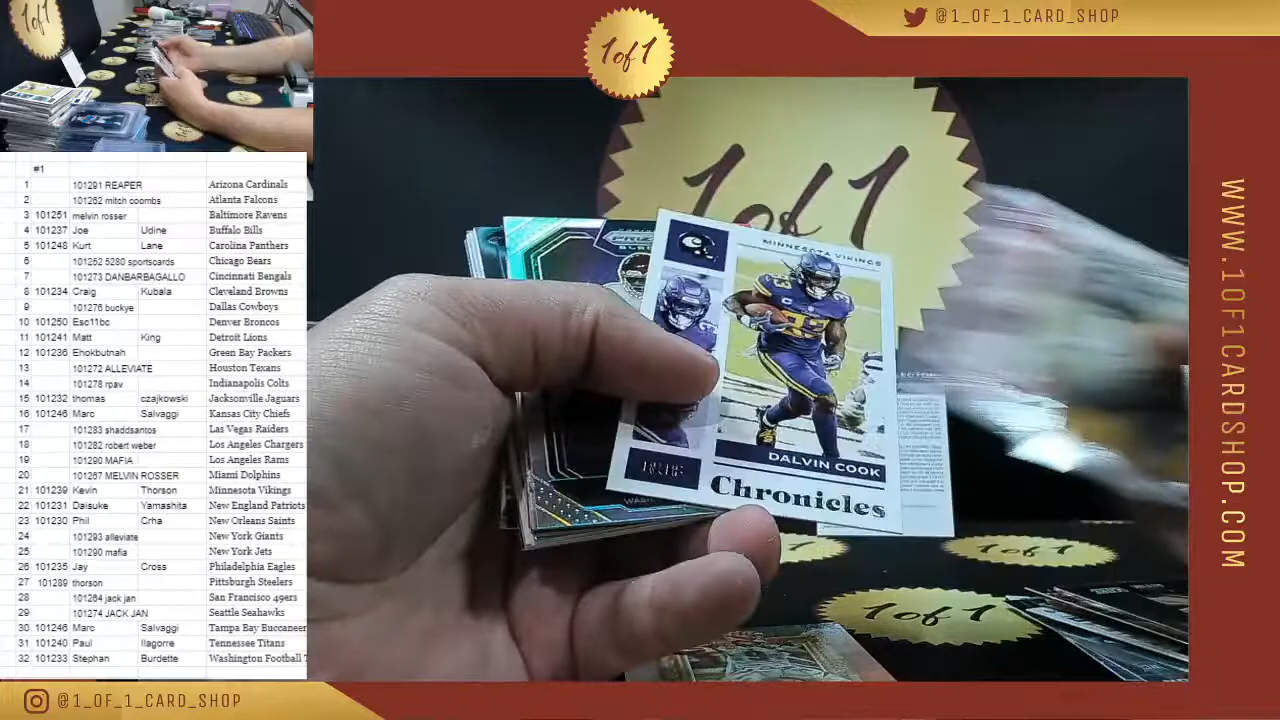 1of1
@1_OF_1_CARD_SHOP
1of1
1of1
#1
1 101291 REAPER Arizona Cardinals
2 101262 mitch coombs Atlanta Falcons
3 101251 melvin rosser Baltimore Ravens
4 101237 Joe Udine Buffalo Bills
5 101248 Kurt Lane Carolina Panthers
6 101252 5280 sportscards Chicago Bears
7 101273 DANBARBAGALLO Cincinnati Bengals
8 101234 Craig Kubala Cleveland Browns
9 101276 buckye Dallas Cowboys
10 101250 Esc11bc Denver Broncos
11 101241 Matt King Detroit Lions
12 101236 Ehokbutnah Green Bay Packers
13 101272 ALLEVIATE Houston Texans
14 101278 rpav Indianapolis Colts
15 101232 thomas czajkowski Jacksonville Jaguars
16 101246 Marc Salvaggi Kansas City Chiefs
17 101283 shaddsantos Las Vegas Raiders
18 101282 robert weber Los Angeles Chargers
19 101290 MAFIA Los Angeles Rams
20 101267 MELVIN ROSSER Miami Dolphins
21 101239 Kevin Thorson Minnesota Vikings
22 101231 Daisuke Yamashita New England Patriots
23 101230 Phil Crha New Orleans Saints
24 101293 alleviate New York Giants
25 101290 mafia New York Jets
26 101235 Jay Cross Philadelphia Eagles
27 101289 thorson Pittsburgh Steelers
28 101264 jack jan San Francisco 49ers
29 101274 JACK JAN Seattle Seahawks
30 101246 Marc Salvaggi Tampa Bay Buccaneer
31 101240 Paul Ilagorre Tennessee Titans
32 101233 Stephan Burdette Washington Football T
PRIZM
MINNESOTA VIKINGS
33
DALVIN COOK
Chronicles
WASH
1of1
1of1
WWW.1OF1CARDSHOP.COM
@1_OF_1_CARD_SHOP